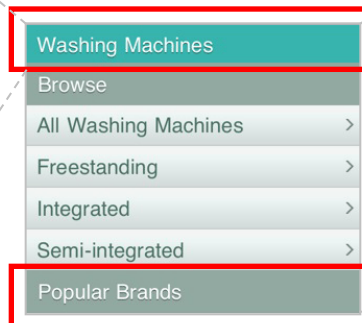 Washing Machines
Browse
All Washing Machines
Freestanding
Integrated
Semi-integrated
Popular Brands